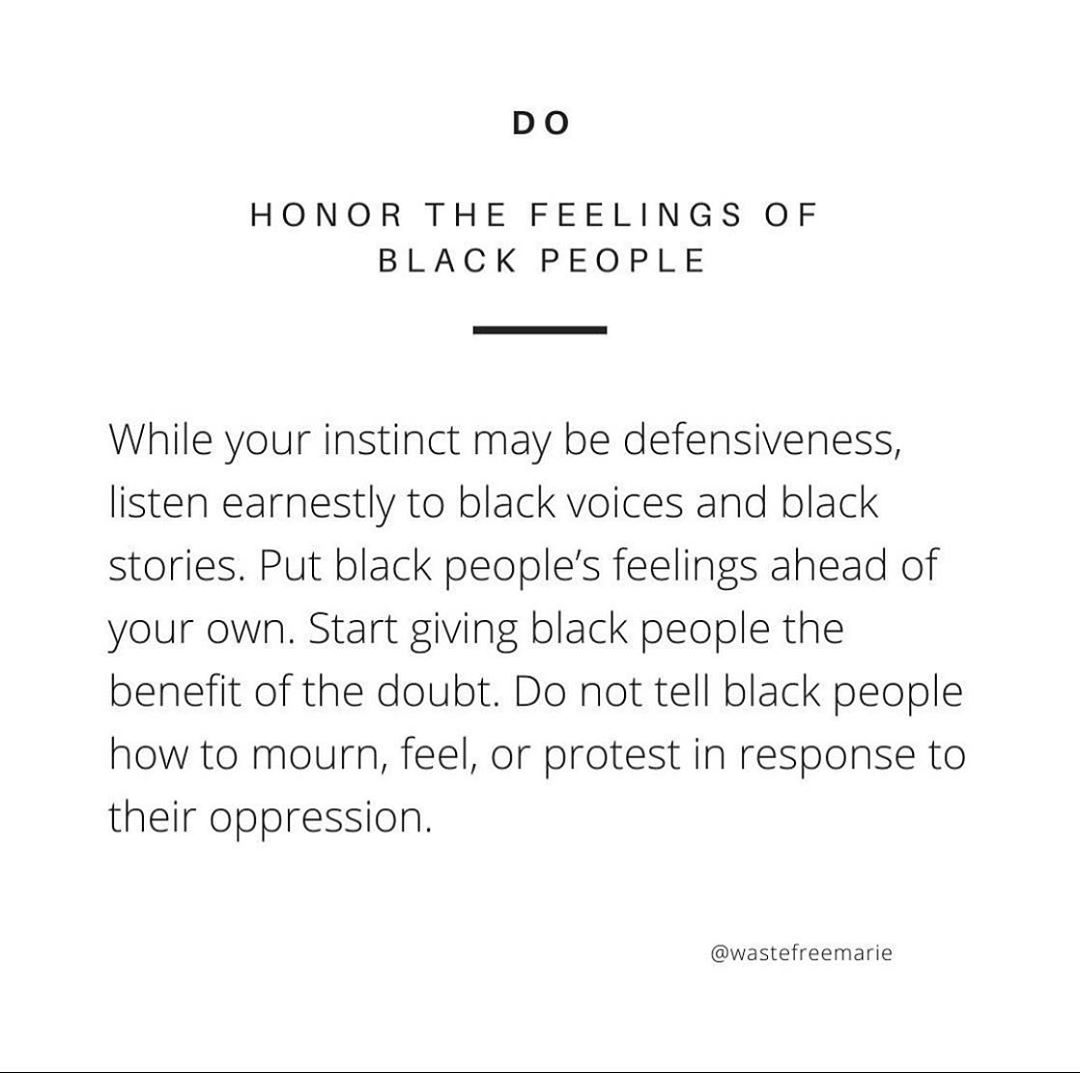 DO
HONOR THE FEELINGS OF
BLACK PEOPLE
While your instinct may be defensiveness,
listen earnestly to black voices and black
stories. Put black people’s feelings ahead of
your own. Start giving black people the
benefit of the doubt. Do not tell black people
how to mourn, feel, or protest in response to
their oppression.
@wastefreemarie